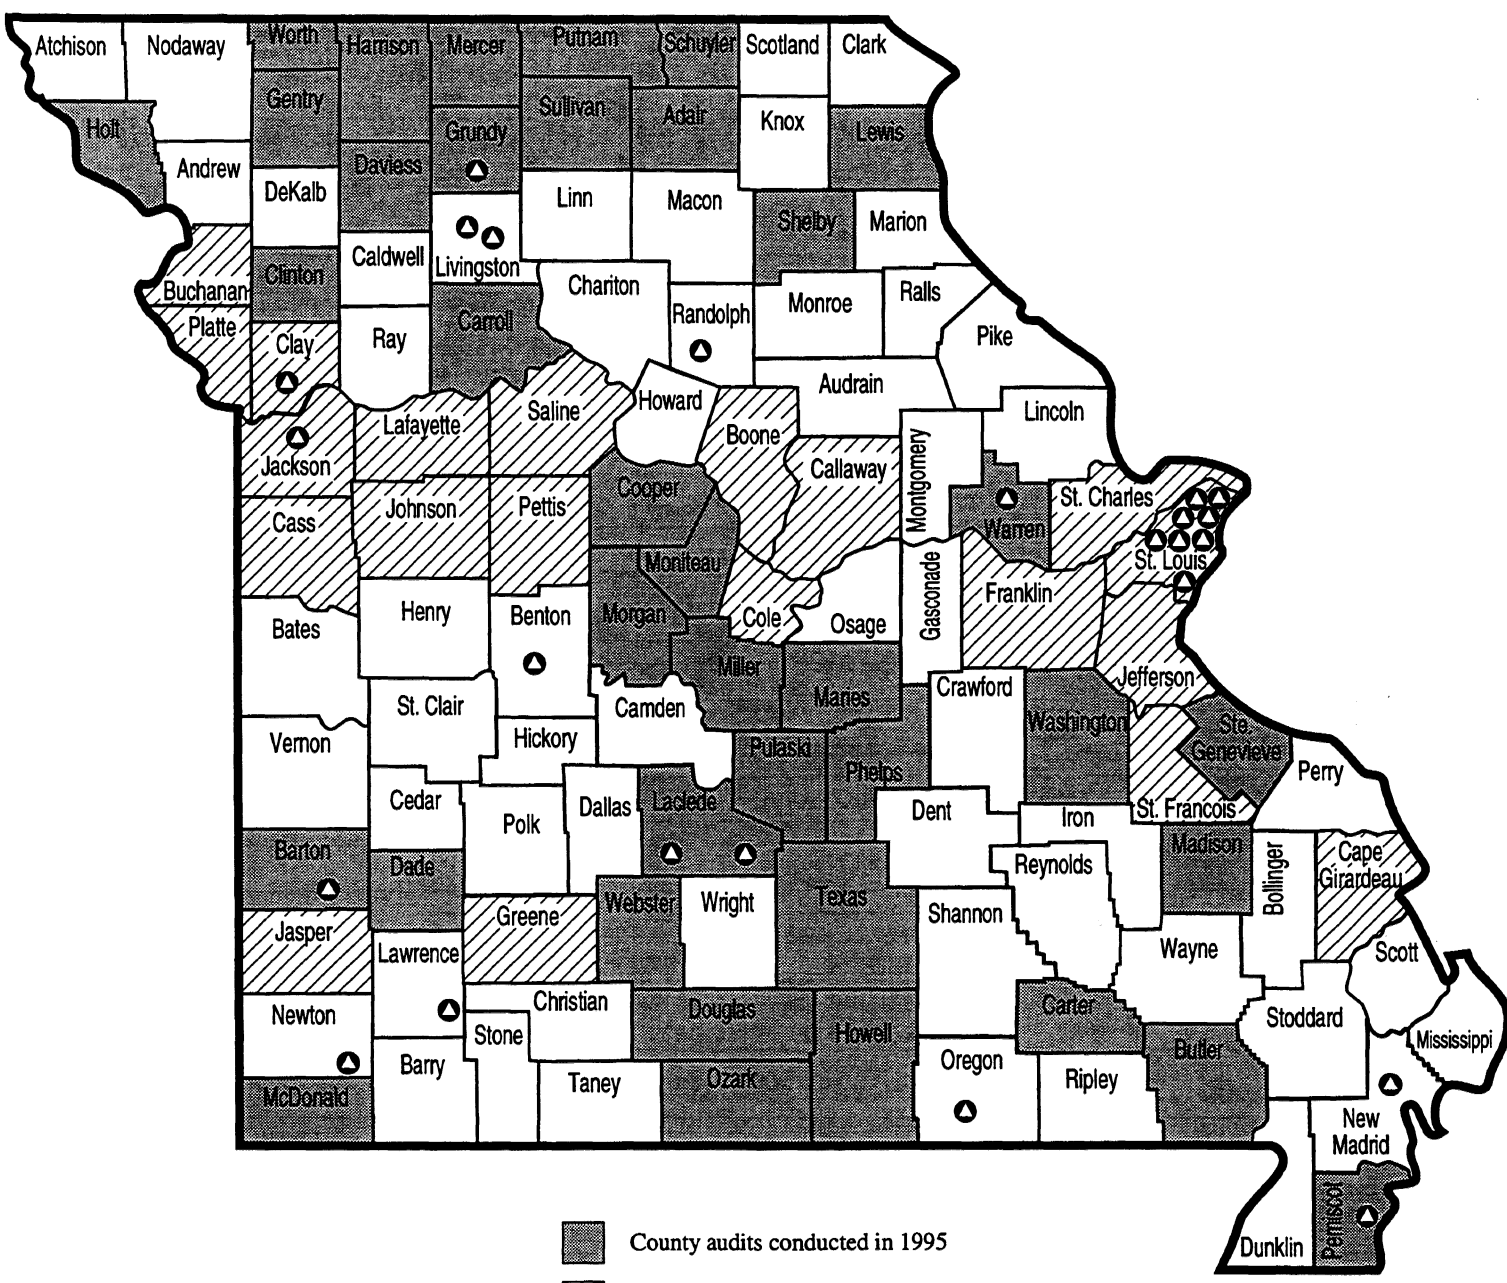 Atchison
Nodaway
Worth
Harrison
Mercer
Putnam
Schuyler
Scotland
Clark
Holt
Gentry
Grundy
Sullivan
Adair
Knox
Lewis
Andrew
DeKalb
Daviess
Linn
Macon
Shelby
Marion
Buchanan
Clinton
Caldwell
Livingston
Chariton
Randolph
Monroe
Ralls
Platte
Clay
Ray
Carroll
Pike
Audrain
Jackson
Lafayette
Saline
Howard
Boone
Callaway
Montgomery
Lincoln
Cass
Johnson
Pettis
Cooper
Moniteau
Warren
St. Charles
St. Louis
Bates
Henry
Benton
Morgan
Cole
Osage
Gasconade
Franklin
Jefferson
Vernon
St. Clair
Hickory
Camden
Miller
Maries
Crawford
Washington
Ste.
Genevieve
Perry
Cedar
Polk
Dallas
Laclede
Pulaski
Phelps
Dent
Iron
St. Francois
Barton
Dade
Webster
Wright
Texas
Reynolds
Madison
Bollinger
Cape
Girardeau
Jasper
Lawrence
Greene
Shannon
Wayne
Scott
Newton
Christian
Stone
Douglas
Howell
Carter
Stoddard
Mississippi
McDonald
Barry
Taney
Ozark
Oregon
Ripley
Butler
New
Madrid
Dunklin
Pemiscot
County audits conducted in 1995